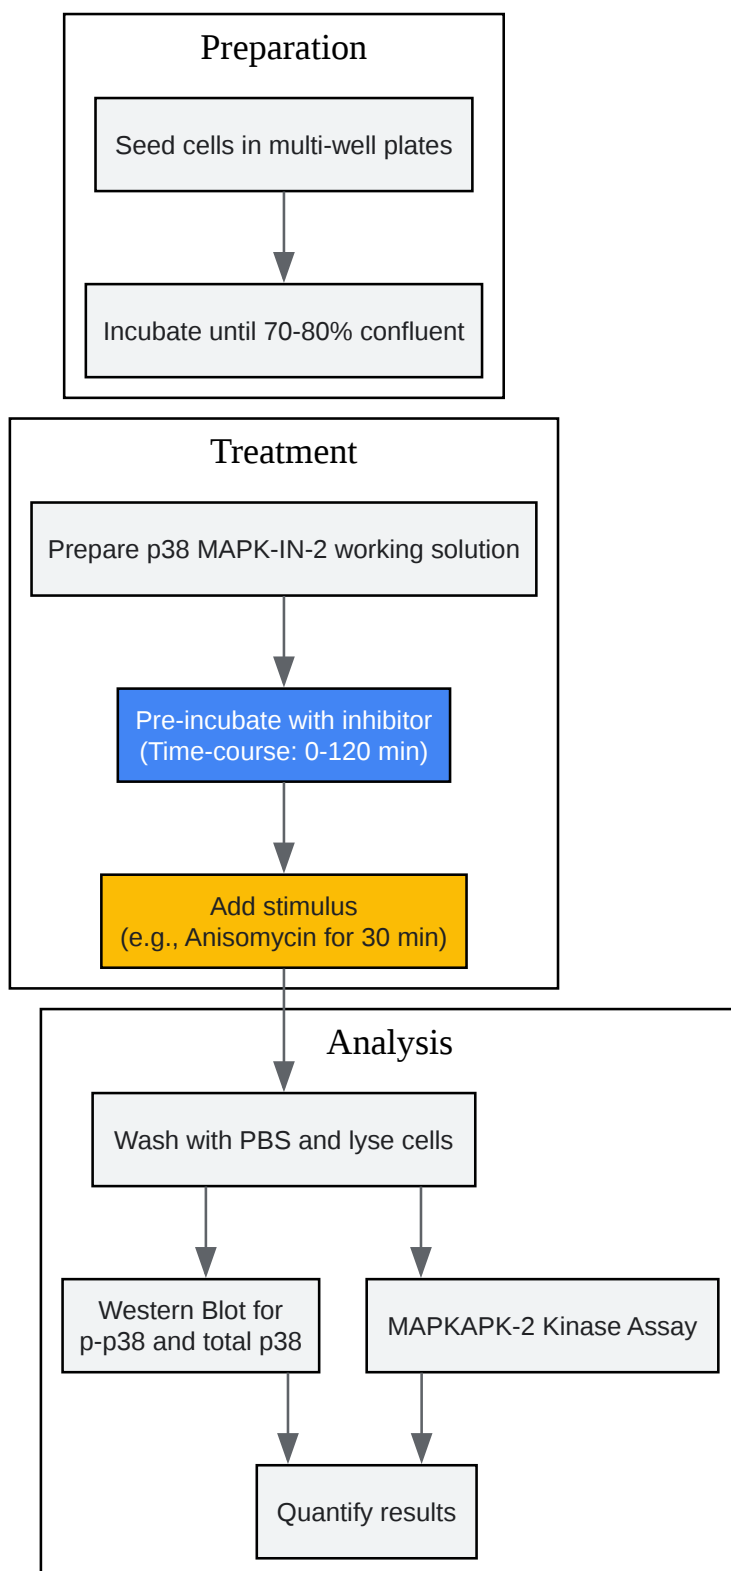 Preparation
Seed cells in multi-well plates
Incubate until 70-80% confluent
Treatment
Prepare p38 MAPK-IN-2 working solution
Pre-incubate with inhibitor
(Time-course: 0-120 min)
Add stimulus
(e.g., Anisomycin for 30 min)
Analysis
Wash with PBS and lyse cells
Western Blot for
p-p38 and total p38
MAPKAPK-2 Kinase Assay
Quantify results